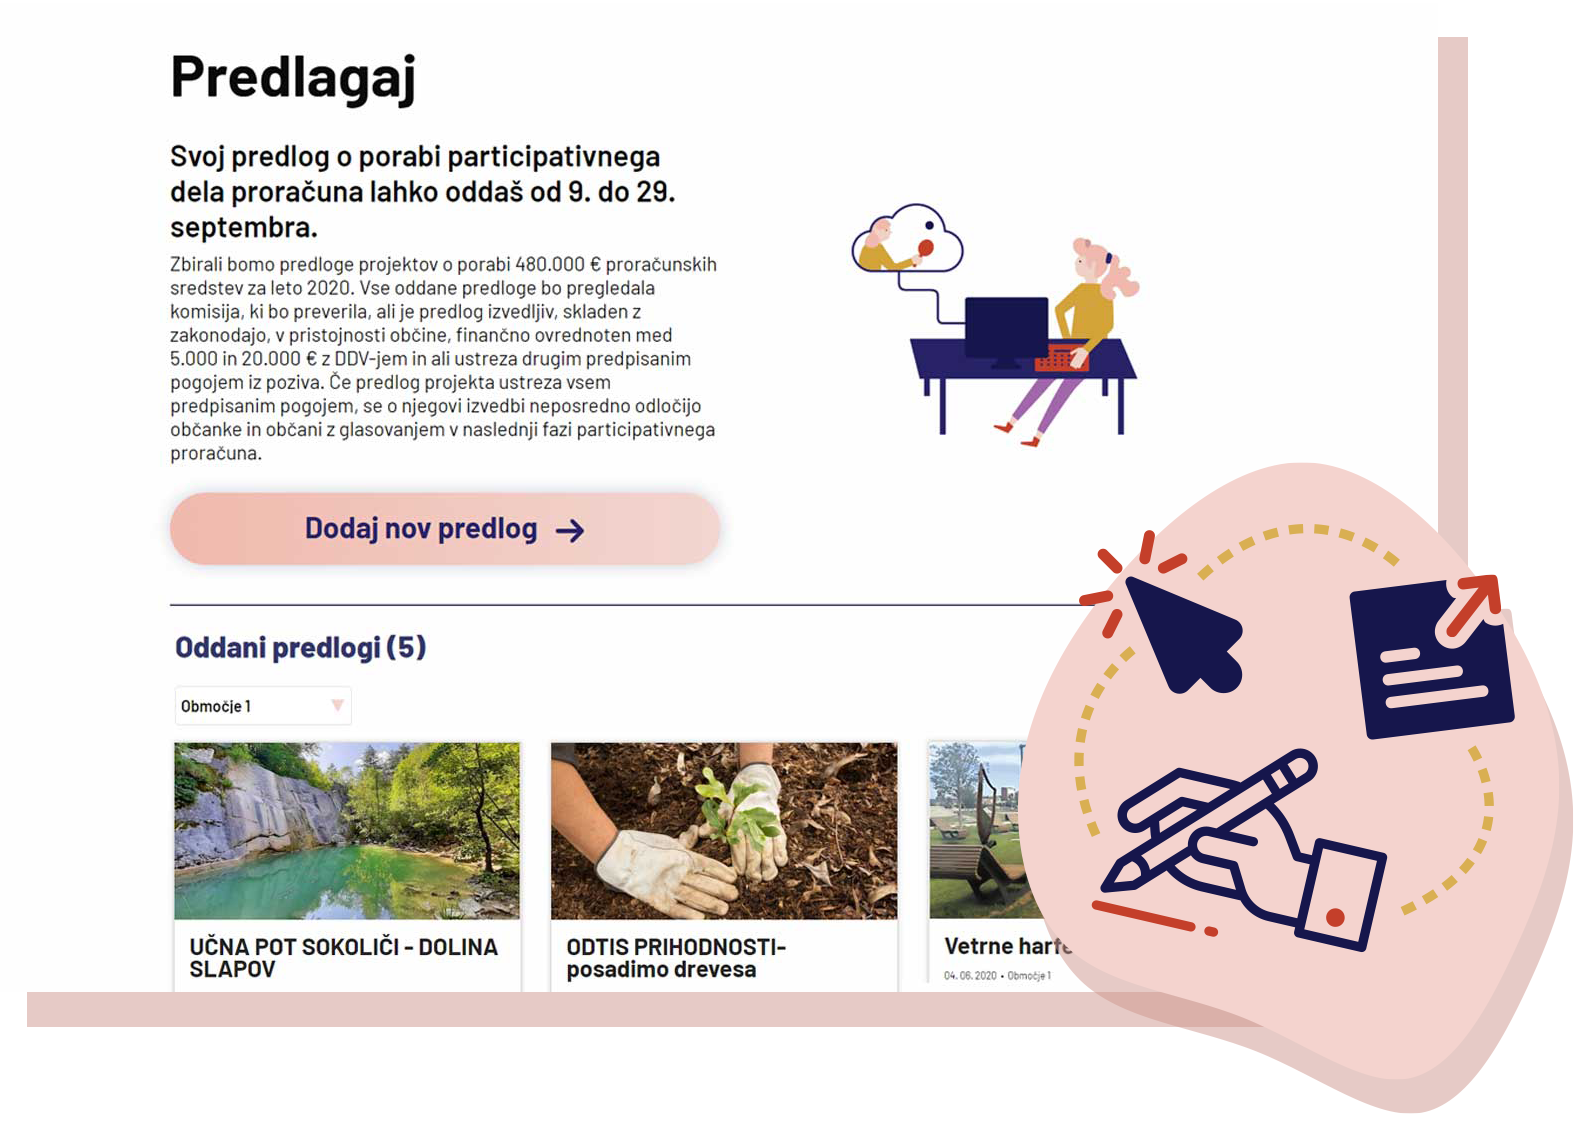 Predlagaj
Svoj predlog o porabi participativnega
dela proračuna lahko oddaš od 9. do 29.
septembra.
Zbirali bomo predloge projektov o porabi 480.000 € proračunskih
sredstev za leto 2020. Vse oddane predloge bo pregledala
komisija, ki bo preverila, ali je predlog izvedljiv, skladen z
zakonodajo, v pristojnosti občine, finančno ovrednoten med
5.000 in 20.000 € z DDV-jem in ali ustreza drugim predpisanim
pogojem iz poziva. Če predlog projekta ustreza vsem
predpisanim pogojem, se o njegovi izvedbi neposredno odločijo
občanke in občani z glasovanjem v naslednji fazi participativnega
proračuna.
Dodaj nov predlog →
Oddani predlogi (5)
Območje 1
UČNA POT SOKOLIČI - DOLINA
SLAPOV
ODTIS PRIHODNOSTI-
posadimo drevesa
Vetrne harfe
04. 06. 2020 • Območje 1